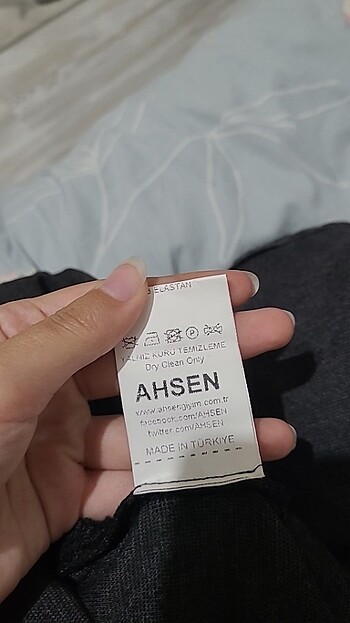 ELASTAN
YALNIZ KURU TEMİZLEME
Dry Clean Only
AHSEN
www.ahsengiyim.com.tr
facebook.com/AHSEN
twitter.com/AHSEN
MADE IN TÜRKİYE